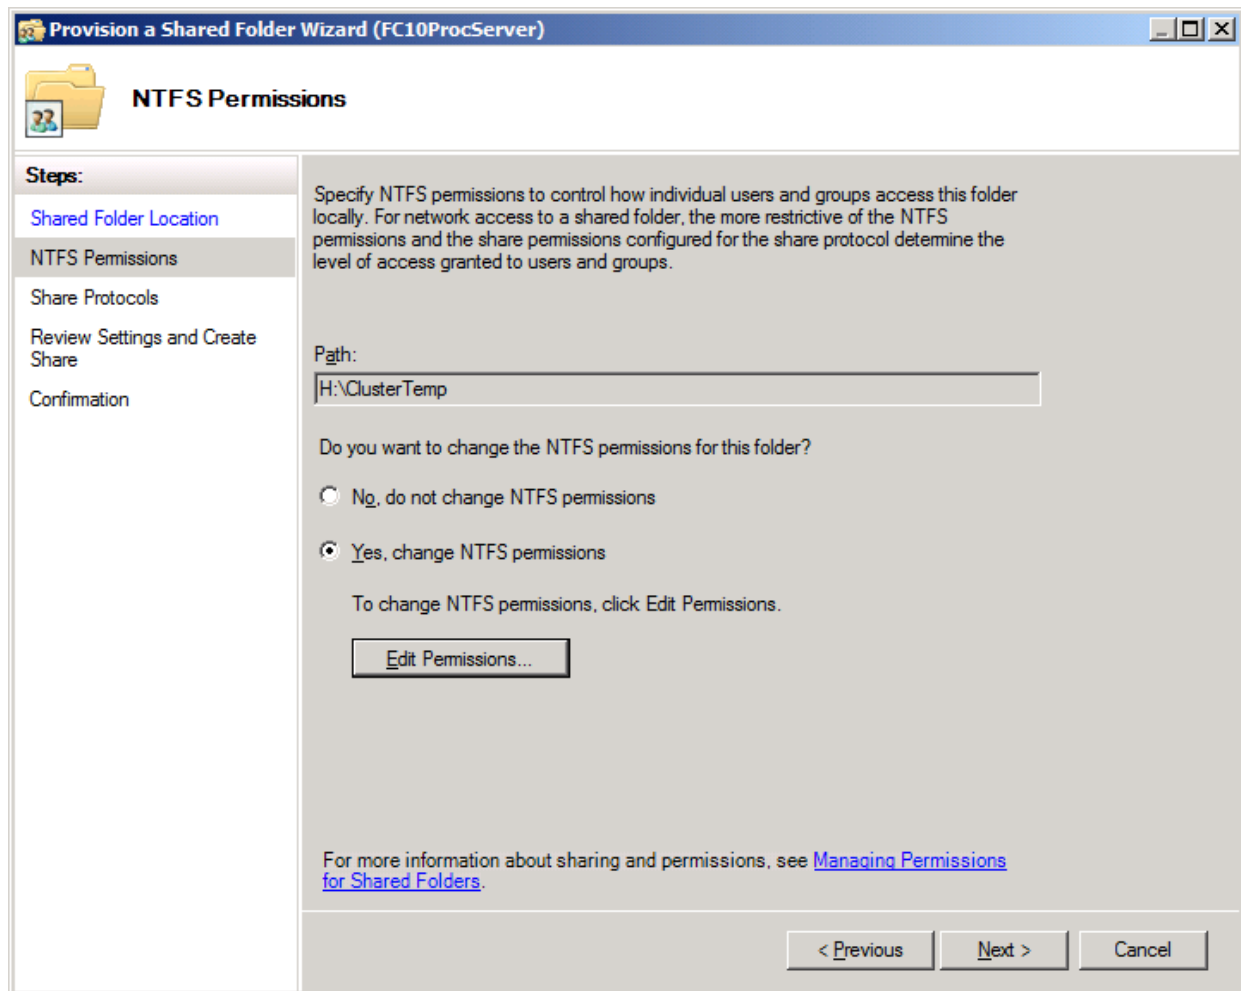 Provision a Shared Folder Wizard (FC10ProcServer)
NTFS Permissions
Steps:
Shared Folder Location
NTFS Permissions
Share Protocols
Review Settings and Create
Share
Confirmation
Specify NTFS permissions to control how individual users and groups access this folder
locally. For network access to a shared folder, the more restrictive of the NTFS
permissions and the share permissions configured for the share protocol determine the
level of access granted to users and groups.
Path:
H:\ClusterTemp
Do you want to change the NTFS permissions for this folder?
No, do not change NTFS permissions
Yes, change NTFS permissions
To change NTFS permissions, click Edit Permissions.
Edit Permissions...
For more information about sharing and permissions, see Managing Permissions
for Shared Folders.
< Previous
Next >
Cancel